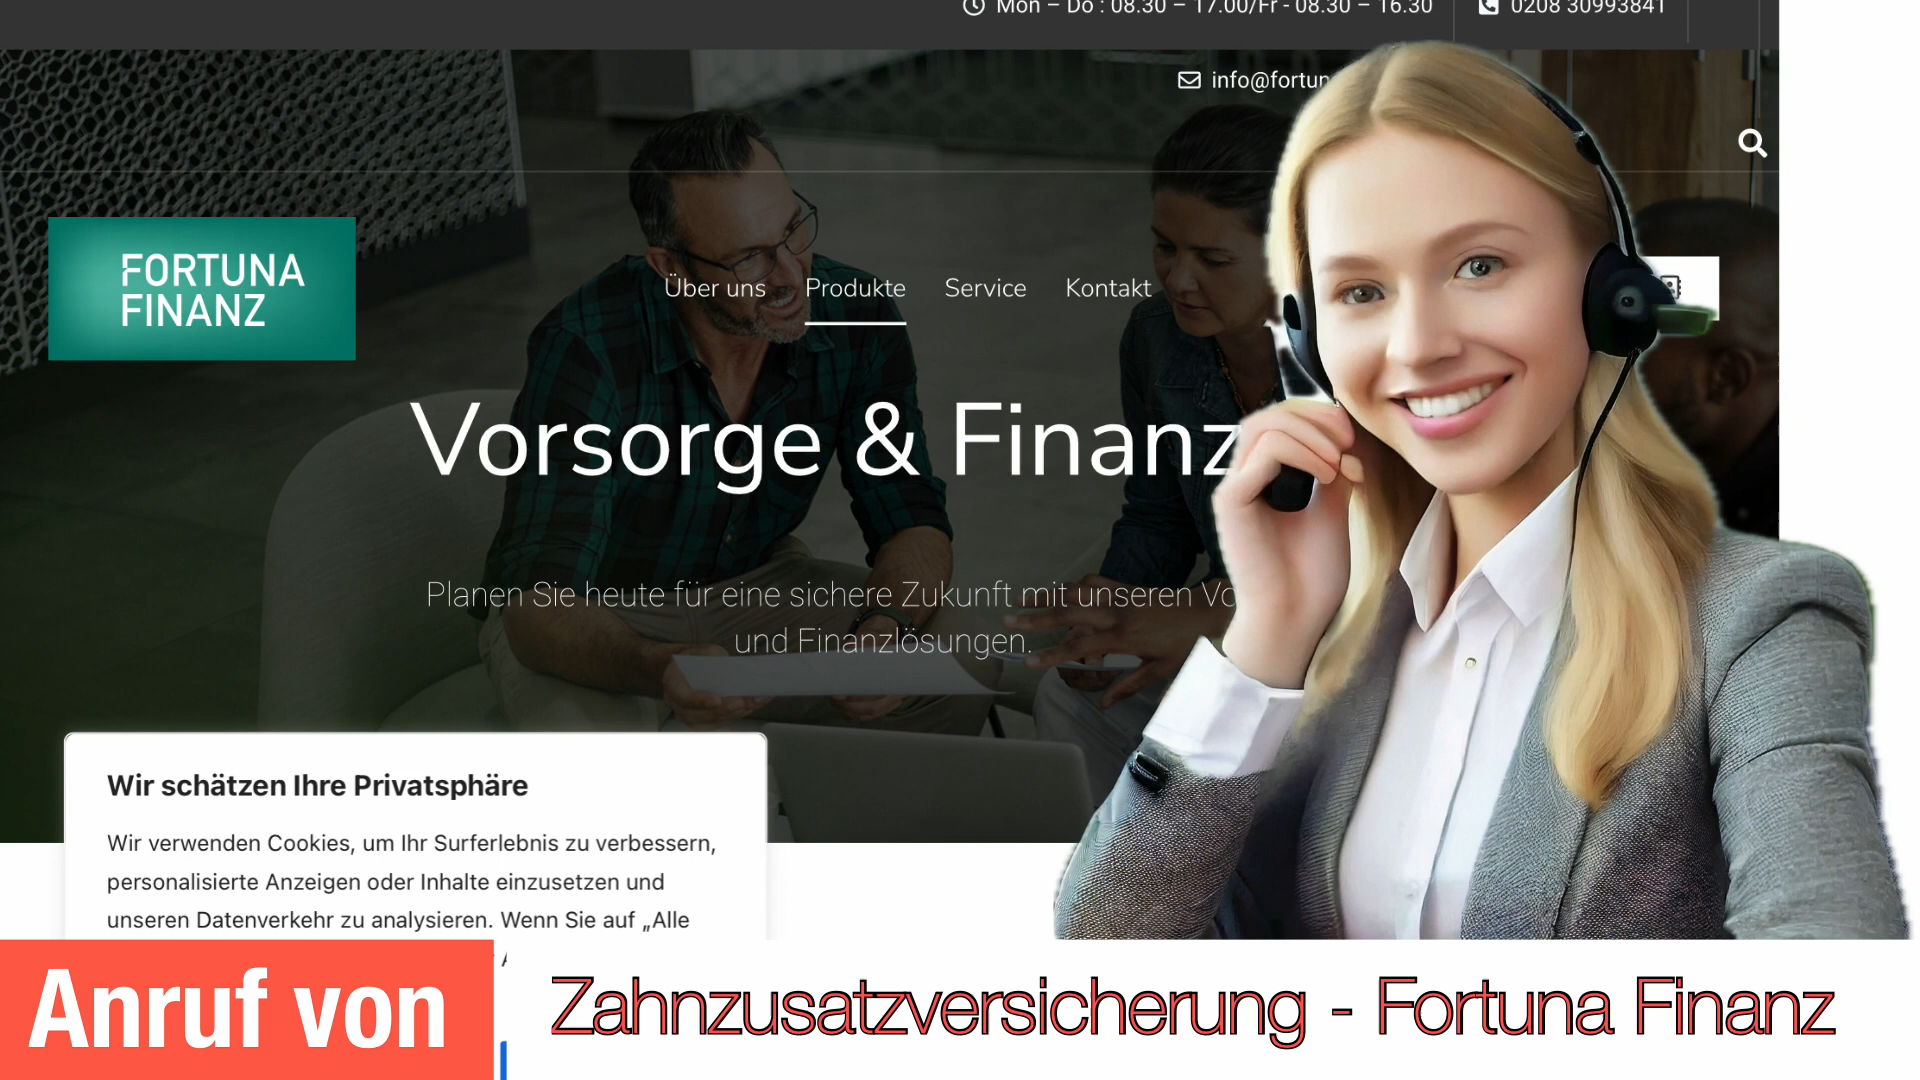 Mon – Do : 08.30 – 17.00/Fr - 08.30 – 16.30
0208 30993841
info@fortun
FORTUNA
FINANZ
Über uns Produkte Service Kontakt
Vorsorge & Finanz
Planen Sie heute für eine sichere Zukunft mit unseren Vo
und Finanzlösungen.
Wir schätzen Ihre Privatsphäre
Wir verwenden Cookies, um Ihr Surferlebnis zu verbessern,
personalisierte Anzeigen oder Inhalte einzusetzen und
unseren Datenverkehr zu analysieren. Wenn Sie auf „Alle
Anruf von
Zahnzusatzversicherung - Fortuna Finanz